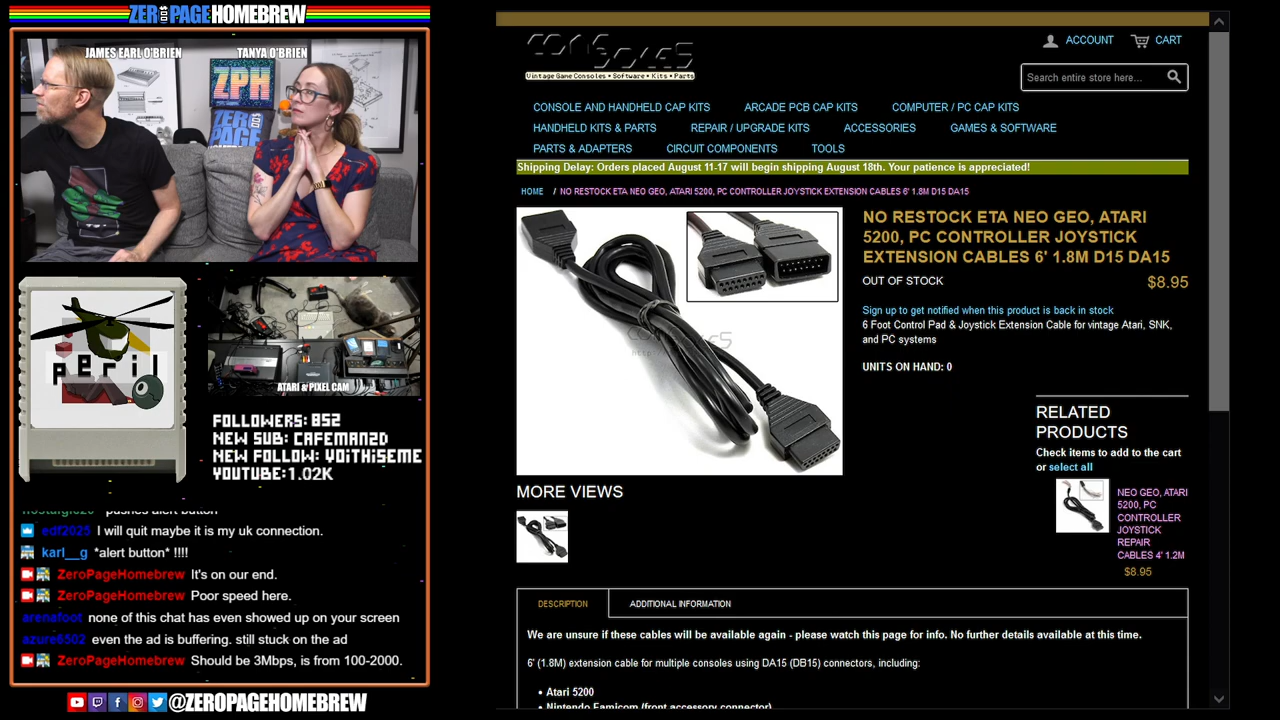 ZEROPAGE HOMEBREW
JAMES EARL O'BRIEN
TANYA O'BRIEN
ZPH
peril
ATARI & PIXEL CAM
FOLLOWERS: 852
NEW SUB: CAFEMAN2D
NEW FOLLOW: YOITHISEME
YOUTUBE: 1.02K
edf2025 I will quit maybe it is my uk connection.
karl__g *alert button* !!!!
ZeroPageHomebrew It's on our end.
ZeroPageHomebrew Poor speed here.
arenafoot none of this chat has even showed up on your screen
azure6502 even the ad is buffering. still stuck on the ad
ZeroPageHomebrew Should be 3Mbps, is from 100-2000.
@ZEROPAGEHOMEBREW
Vintage Game Consoles • Software • Kits • Parts
ACCOUNT CART
Search entire store here...
CONSOLE AND HANDHELD CAP KITS ARCADE PCB CAP KITS COMPUTER / PC CAP KITS
HANDHELD KITS & PARTS REPAIR / UPGRADE KITS ACCESSORIES GAMES & SOFTWARE
PARTS & ADAPTERS CIRCUIT COMPONENTS TOOLS
Shipping Delay: Orders placed August 11-17 will begin shipping August 18th. Your patience is appreciated!
HOME / NO RESTOCK ETA NEO GEO, ATARI 5200, PC CONTROLLER JOYSTICK EXTENSION CABLES 6' 1.8M D15 DA15
NO RESTOCK ETA NEO GEO, ATARI
5200, PC CONTROLLER JOYSTICK
EXTENSION CABLES 6' 1.8M D15 DA15
OUT OF STOCK $8.95
Sign up to get notified when this product is back in stock
6 Foot Control Pad & Joystick Extension Cable for vintage Atari, SNK,
and PC systems
UNITS ON HAND: 0
RELATED
PRODUCTS
Check items to add to the cart
or select all
NEO GEO, ATARI
5200, PC
CONTROLLER
JOYSTICK
REPAIR
CABLES 4' 1.2M
$8.95
MORE VIEWS
DESCRIPTION ADDITIONAL INFORMATION
We are unsure if these cables will be available again - please watch this page for info. No further details available at this time.
6' (1.8M) extension cable for multiple consoles using DA15 (DB15) connectors, including:
• Atari 5200
• Nintendo Famicom (front accessory connector)